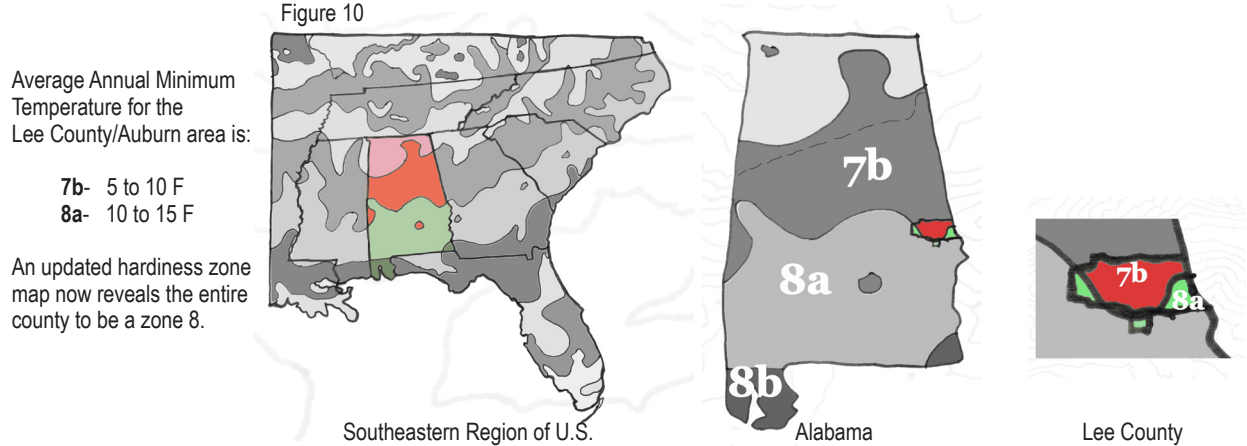 Figure 10
Average Annual Minimum
Temperature for the
Lee County/Auburn area is:
7b- 5 to 10 F
8a- 10 to 15 F
An updated hardiness zone
map now reveals the entire
county to be a zone 8.
7b
8a
8b
7b
8a
Southeastern Region of U.S.
Alabama
Lee County